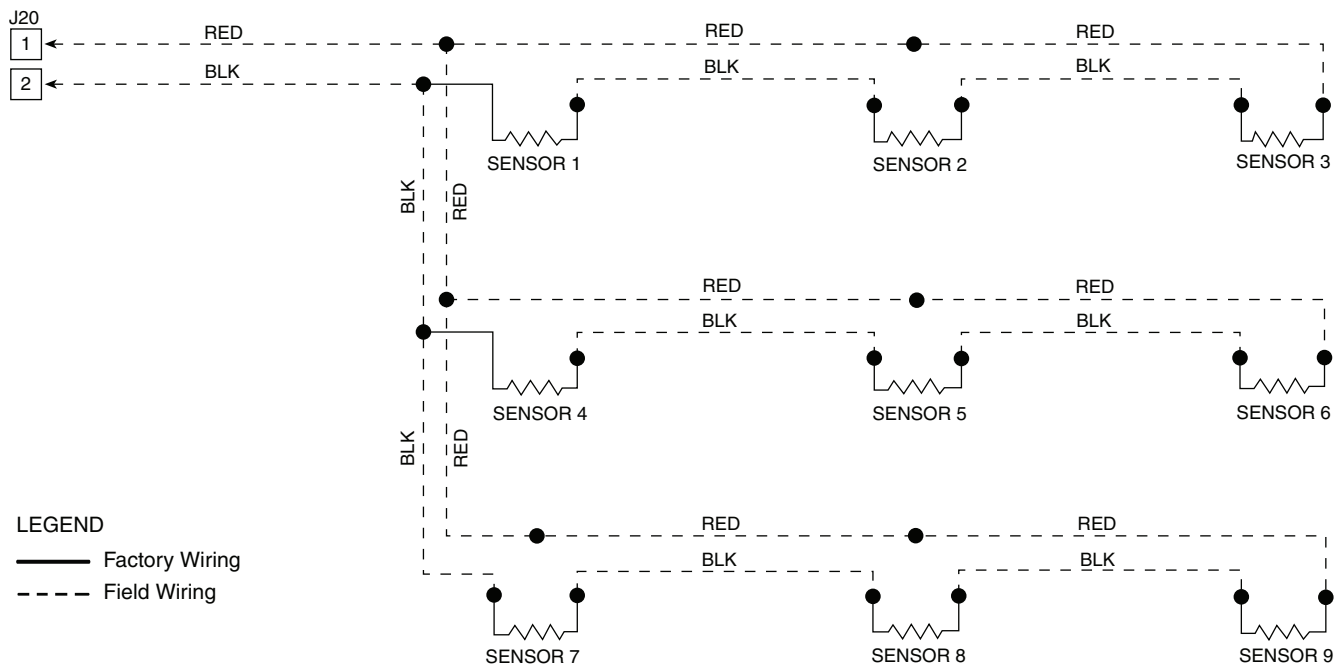 J20
1
RED
RED
RED
2
BLK
BLK
BLK
SENSOR 1
SENSOR 2
SENSOR 3
BLK
RED
RED
RED
BLK
BLK
SENSOR 4
SENSOR 5
SENSOR 6
BLK
RED
RED
RED
BLK
BLK
LEGEND
Factory Wiring
Field Wiring
SENSOR 7
SENSOR 8
SENSOR 9